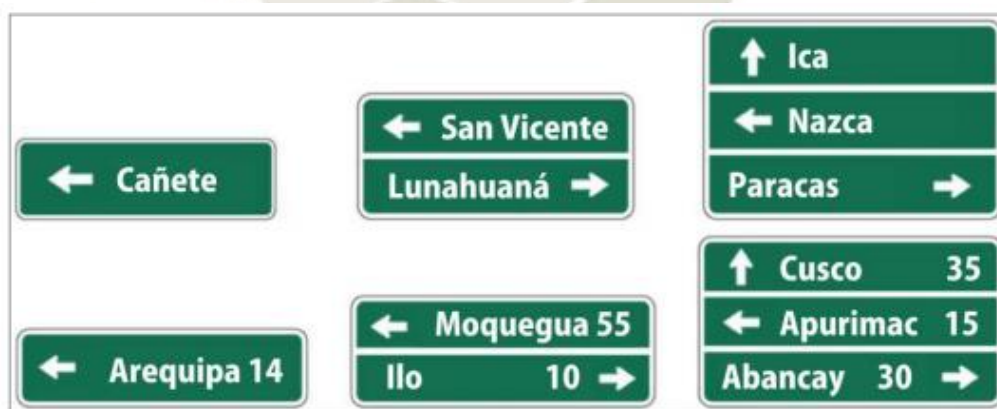 Cañete
San Vicente
Lunahuaná
Ica
Nazca
Paracas
Arequipa 14
Moquegua 55
Ilo 10
Cusco 35
Apurimac 15
Abancay 30